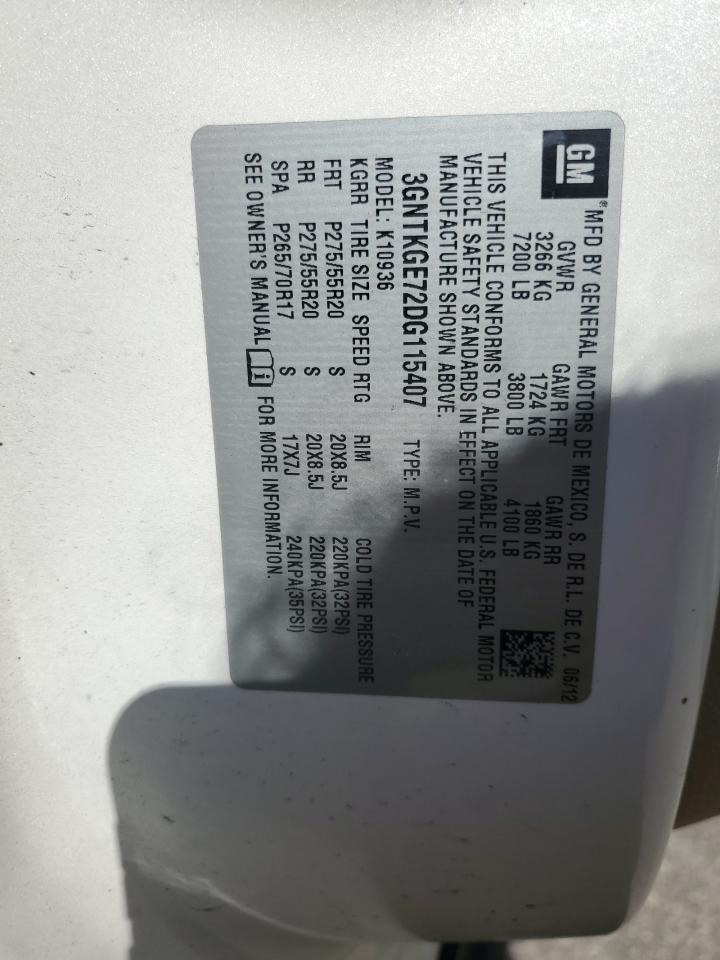 GM
® MFD BY GENERAL MOTORS DE MEXICO, S. DE R.L. DE C.V. 06/12
GVWR GAWR FRT GAWR RR
3266 KG 1724 KG 1860 KG
7200 LB 3800 LB 4100 LB
THIS VEHICLE CONFORMS TO ALL APPLICABLE U.S. FEDERAL MOTOR
VEHICLE SAFETY STANDARDS IN EFFECT ON THE DATE OF
MANUFACTURE SHOWN ABOVE.
3GNTKGE72DG115407 TYPE: M.P.V.
MODEL: K10936
KGRR TIRE SIZE SPEED RTG RIM COLD TIRE PRESSURE
FRT P275/55R20 S 20X8.5J 220KPA(32PSI)
RR P275/55R20 S 20X8.5J 220KPA(32PSI)
SPA P265/70R17 S 17X7J 240KPA(35PSI)
SEE OWNER'S MANUAL i FOR MORE INFORMATION.